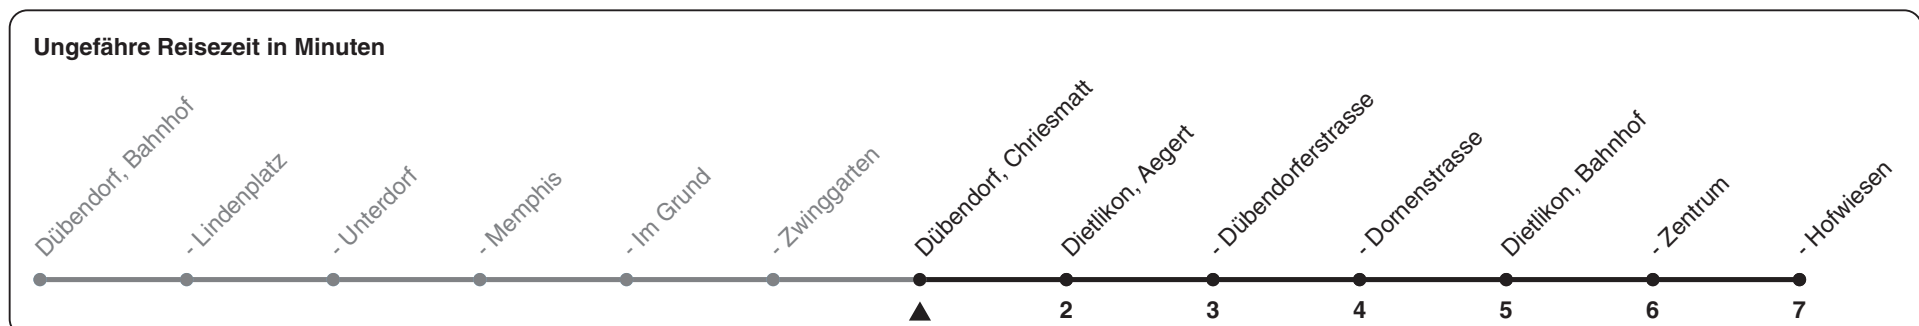 Ungefähre Reisezeit in Minuten
Dübendorf, Bahnhof
- Lindenplatz
- Unterdorf
- Memphis
- Im Grund
- Zwinggarten
Dübendorf, Chriesmatt
Dietlikon, Aegert
- Dübendorferstrasse
- Dornenstrasse
Dietlikon, Bahnhof
- Zentrum
- Hofwiesen
2 3 4 5 6 7